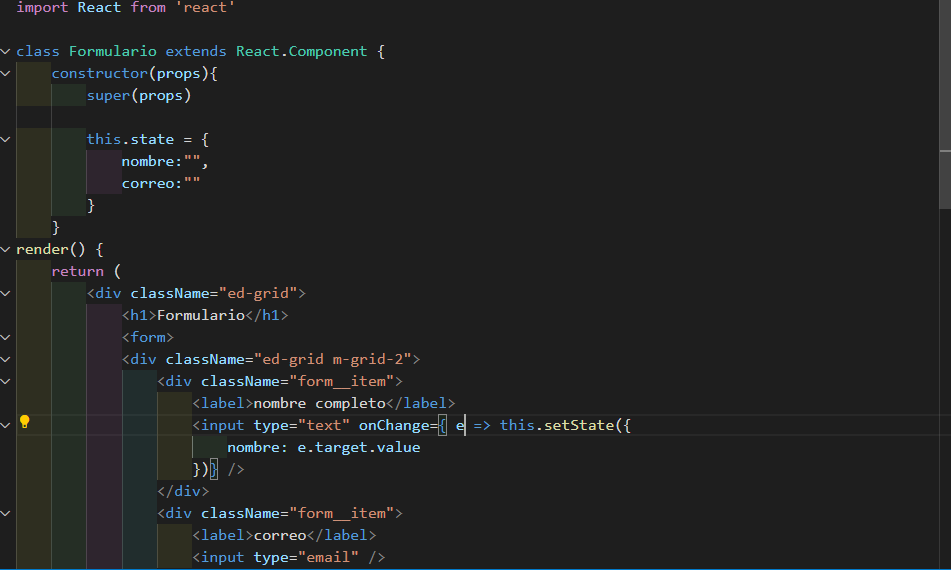 import React from 'react'
class Formulario extends React.Component {
constructor(props){
super(props)
this.state = {
nombre:"",
correo:""
}
}
render() {
return (
<div className="ed-grid">
<h1>Formulario</h1>
<form>
<div className="ed-grid m-grid-2">
<div className="form__item">
<label>nombre completo</label>
<input type="text" onChange={ e => this.setState({
nombre: e.target.value
})} />
</div>
<div className="form__item">
<label>correo</label>
<input type="email" />